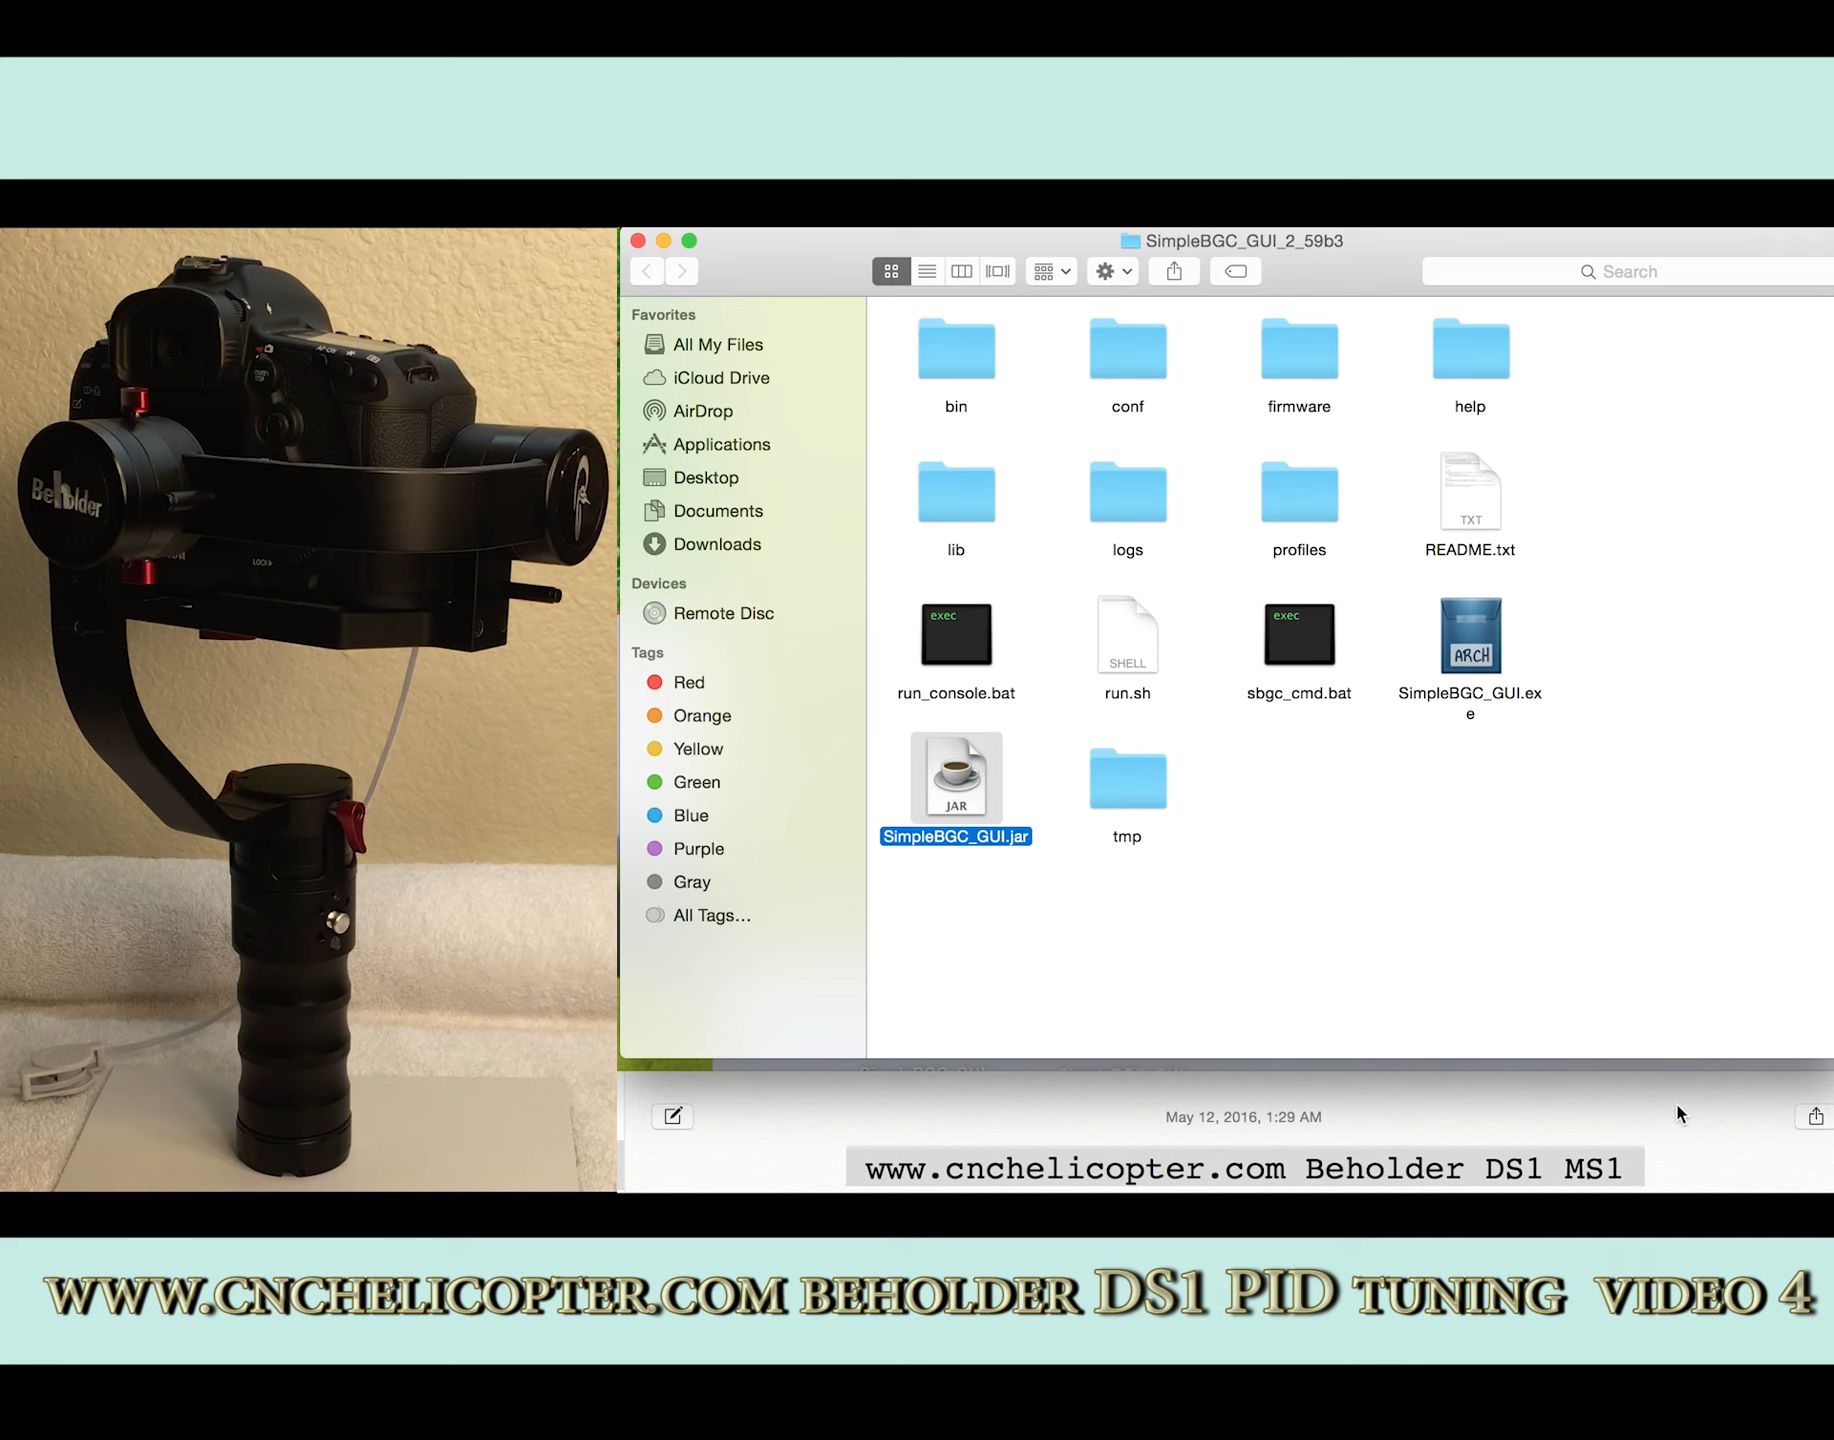 SimpleBGC_GUI_2_59b3
Search
Favorites
All My Files
iCloud Drive
AirDrop
Applications
Desktop
Documents
Downloads
Devices
Remote Disc
Tags
Red
Orange
Yellow
Green
Blue
Purple
Gray
All Tags...
bin
conf
firmware
help
lib
logs
profiles
TXT
README.txt
exec
run_console.bat
SHELL
run.sh
exec
sbgc_cmd.bat
ARCH
SimpleBGC_GUI.ex
e
JAR
SimpleBGC_GUI.jar
tmp
Beholder
LOCK
May 12, 2016, 1:29 AM
www.cnchelicopter.com Beholder DS1 MS1
WWW.CNCHELICOPTER.COM BEHOLDER DS1 PID TUNING VIDEO 4